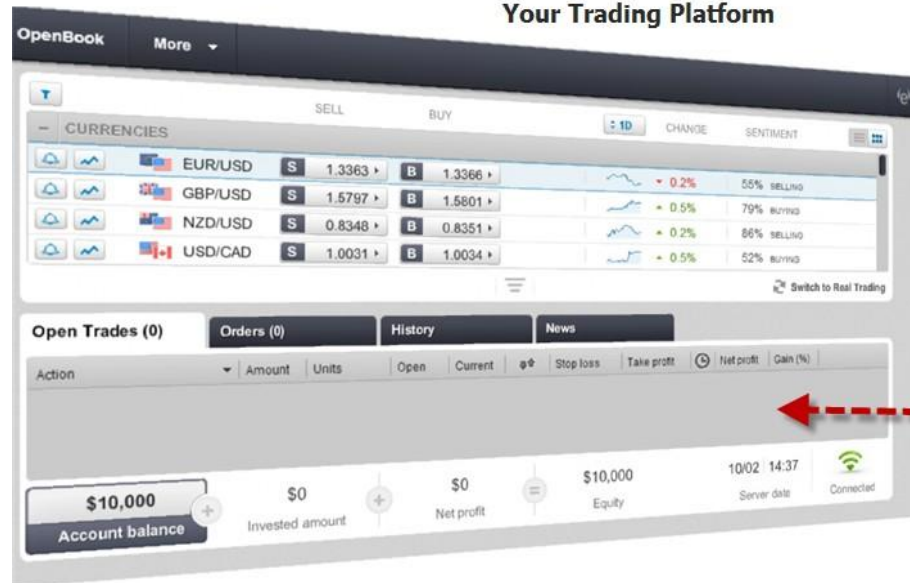 Your Trading Platform
OpenBook More
SELL BUY 1D CHANGE SENTIMENT
- CURRENCIES
EUR/USD S 1.3363 B 1.3366 0.2% 55% SELLING
GBP/USD S 1.5797 B 1.5801 0.5% 79% BUYING
NZD/USD S 0.8348 B 0.8351 0.2% 86% SELLING
USD/CAD S 1.0031 B 1.0034 0.5% 52% BUYING
Switch to Real Trading
Open Trades (0) Orders (0) History News
Action Amount Units Open Current Stop loss Take profit Net profit Gain (%)
$10,000 + $0 + $0 = $10,000 10/02 14:37
Account balance Invested amount Net profit Equity Server date Connected